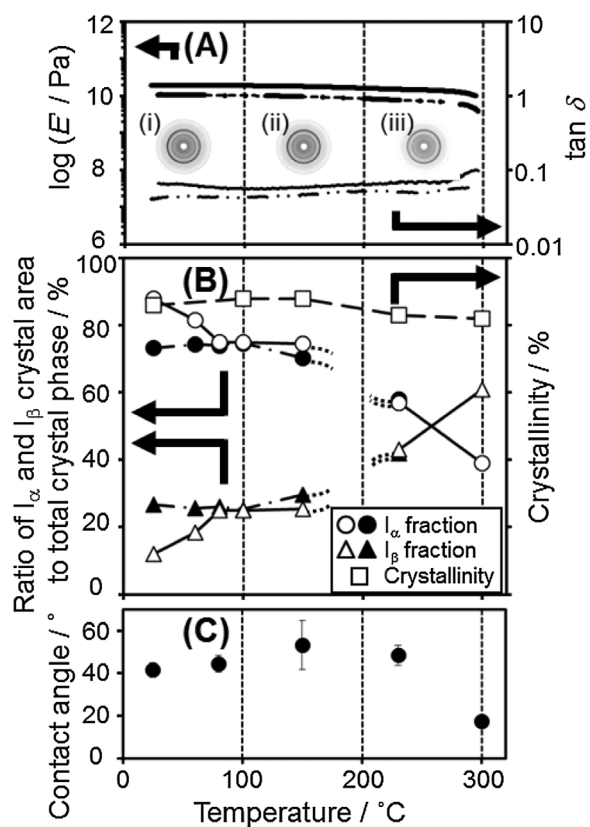 12
10
8
6
log (E' / Pa)
(A)
(i)
(ii)
(iii)
10
1
0.1
0.01
tan δ
100
80
60
40
20
0
Ratio of Iα and Iβ crystal area
to total crystal phase / %
(B)
Crystallinity / %
Iα fraction
Iβ fraction
Crystallinity
60
40
20
0
Contact angle / °
(C)
0
100
200
300
Temperature / ˚C